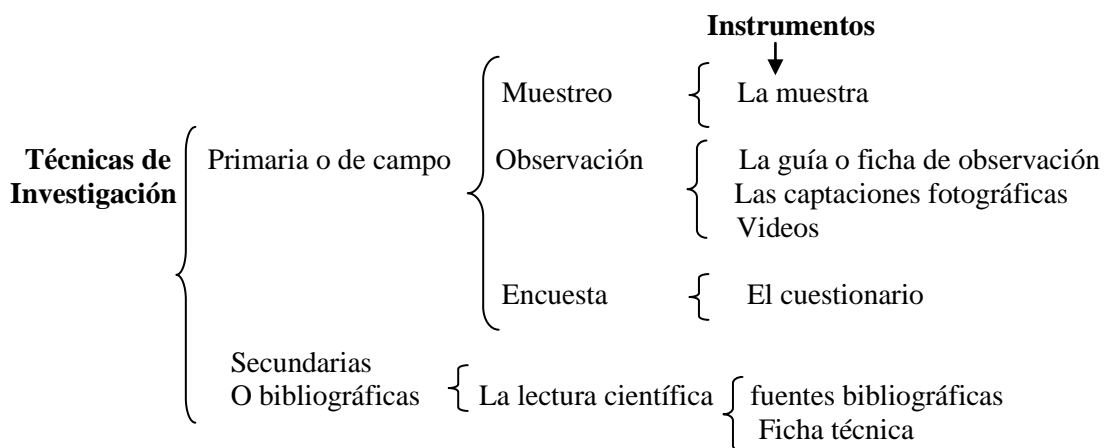 Instrumentos
Muestreo La muestra
Técnicas de Primaria o de campo Observación La guía o ficha de observación
Investigación Las captaciones fotográficas
Videos
Encuesta El cuestionario
Secundarias
O bibliográficas La lectura científica fuentes bibliográficas
Ficha técnica